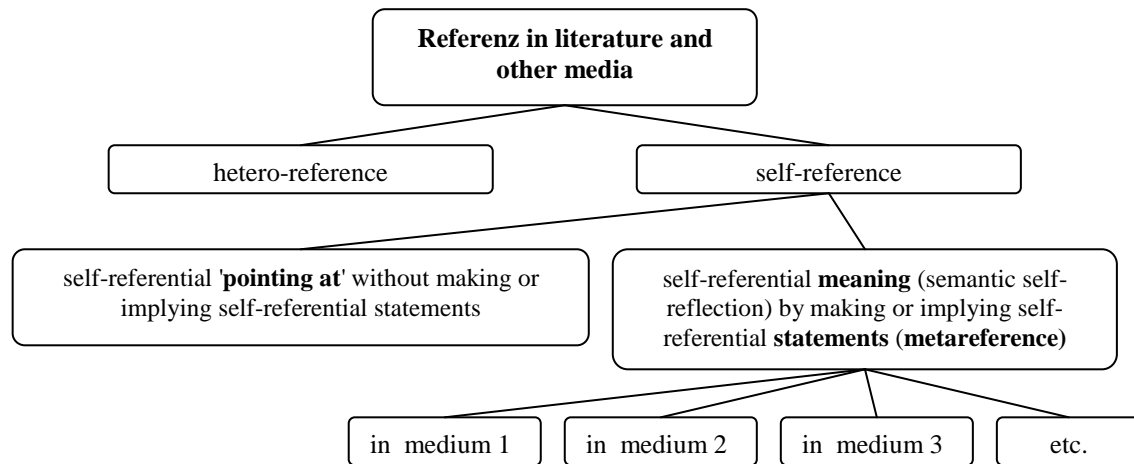 Referenz in literature and
other media
hetero-reference
self-reference
self-referential 'pointing at' without making or
implying self-referential statements
self-referential meaning (semantic self-
reflection) by making or implying self-
referential statements (metareference)
in medium 1
in medium 2
in medium 3
etc.